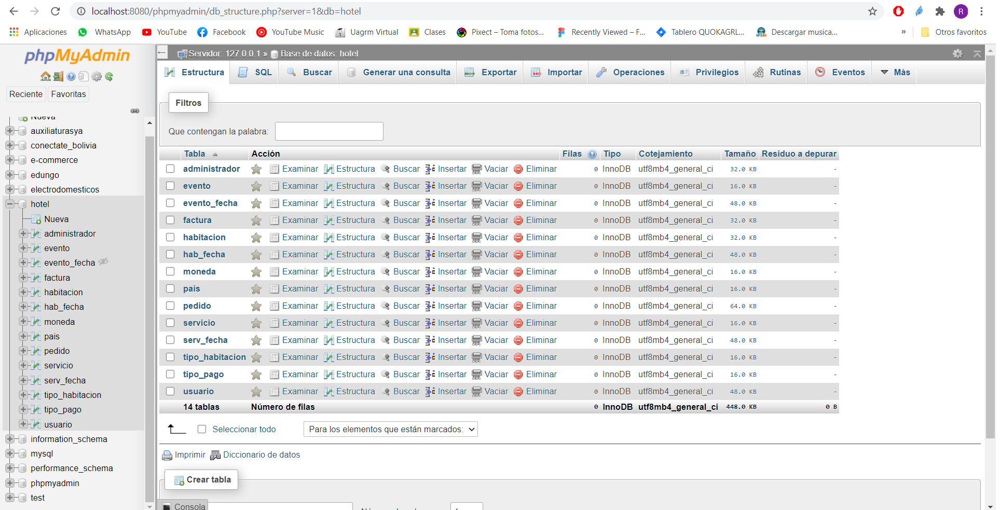 localhost:8080/phpmyadmin/db_structure.php?server=1&db=hotel
R
Aplicaciones WhatsApp YouTube Facebook YouTube Music Uagrm Virtual Clases Pixect – Toma fotos... Recently Viewed – F... Tablero QUOKAGRL... Descargar musica... » Otros favoritos
phpMyAdmin
Reciente Favoritas
Nueva
auxiliaturasya
conectate_bolivia
e-commerce
edungo
electrodomesticos
hotel
Nueva
administrador
evento
evento_fecha
factura
habitacion
hab_fecha
moneda
pais
pedido
servicio
serv_fecha
tipo_habitacion
tipo_pago
usuario
information_schema
mysql
performance_schema
phpmyadmin
test
Servidor: 127.0.0.1 » Base de datos: hotel
Estructura SQL Buscar Generar una consulta Exportar Importar Operaciones Privilegios Rutinas Eventos Más
Filtros
Que contengan la palabra:
Tabla Acción Filas Tipo Cotejamiento Tamaño Residuo a depurar
administrador Examinar Estructura Buscar Insertar Vaciar Eliminar 0 InnoDB utf8mb4_general_ci 32.0 KB -
evento Examinar Estructura Buscar Insertar Vaciar Eliminar 0 InnoDB utf8mb4_general_ci 16.0 KB -
evento_fecha Examinar Estructura Buscar Insertar Vaciar Eliminar 0 InnoDB utf8mb4_general_ci 48.0 KB -
factura Examinar Estructura Buscar Insertar Vaciar Eliminar 0 InnoDB utf8mb4_general_ci 32.0 KB -
habitacion Examinar Estructura Buscar Insertar Vaciar Eliminar 0 InnoDB utf8mb4_general_ci 32.0 KB -
hab_fecha Examinar Estructura Buscar Insertar Vaciar Eliminar 0 InnoDB utf8mb4_general_ci 48.0 KB -
moneda Examinar Estructura Buscar Insertar Vaciar Eliminar 0 InnoDB utf8mb4_general_ci 16.0 KB -
pais Examinar Estructura Buscar Insertar Vaciar Eliminar 0 InnoDB utf8mb4_general_ci 16.0 KB -
pedido Examinar Estructura Buscar Insertar Vaciar Eliminar 0 InnoDB utf8mb4_general_ci 64.0 KB -
servicio Examinar Estructura Buscar Insertar Vaciar Eliminar 0 InnoDB utf8mb4_general_ci 16.0 KB -
serv_fecha Examinar Estructura Buscar Insertar Vaciar Eliminar 0 InnoDB utf8mb4_general_ci 48.0 KB -
tipo_habitacion Examinar Estructura Buscar Insertar Vaciar Eliminar 0 InnoDB utf8mb4_general_ci 16.0 KB -
tipo_pago Examinar Estructura Buscar Insertar Vaciar Eliminar 0 InnoDB utf8mb4_general_ci 16.0 KB -
usuario Examinar Estructura Buscar Insertar Vaciar Eliminar 0 InnoDB utf8mb4_general_ci 48.0 KB -
14 tablas Número de filas 0 InnoDB utf8mb4_general_ci 448.0 KB 0 B
Seleccionar todo Para los elementos que están marcados:
Imprimir Diccionario de datos
Crear tabla
Consola